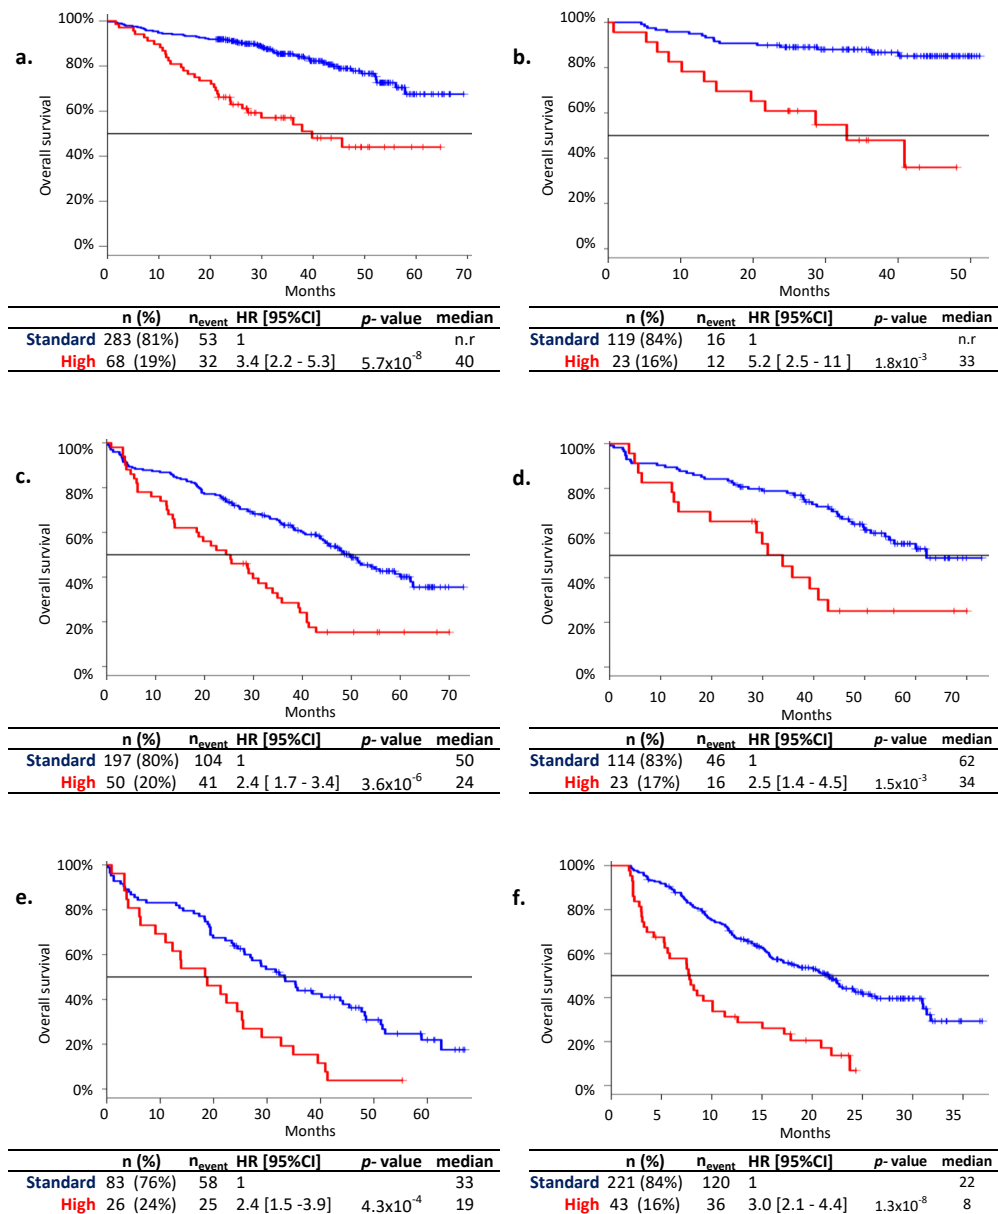 a.
Overall survival
100%
80%
60%
40%
20%
0%
0 10 20 30 40 50 60 70
Months
n (%) n_event HR [95%CI] p- value median
Standard 283 (81%) 53 1 n.r
High 68 (19%) 32 3.4 [2.2 - 5.3] 5.7x10⁻⁸ 40
b.
Overall survival
100%
80%
60%
40%
20%
0%
0 10 20 30 40 50
Months
n (%) n_event HR [95%CI] p- value median
Standard 119 (84%) 16 1 n.r
High 23 (16%) 12 5.2 [ 2.5 - 11 ] 1.8x10⁻³ 33
c.
Overall survival
100%
80%
60%
40%
20%
0%
0 10 20 30 40 50 60 70
Months
n (%) n_event HR [95%CI] p- value median
Standard 197 (80%) 104 1 50
High 50 (20%) 41 2.4 [ 1.7 - 3.4] 3.6x10⁻⁶ 24
d.
Overall survival
100%
80%
60%
40%
20%
0%
0 10 20 30 40 50 60 70
Months
n (%) n_event HR [95%CI] p- value median
Standard 114 (83%) 46 1 62
High 23 (17%) 16 2.5 [1.4 - 4.5] 1.5x10⁻³ 34
e.
Overall survival
100%
80%
60%
40%
20%
0%
0 10 20 30 40 50 60
Months
n (%) n_event HR [95%CI] p- value median
Standard 83 (76%) 58 1 33
High 26 (24%) 25 2.4 [1.5 -3.9] 4.3x10⁻⁴ 19
f.
Overall survival
100%
80%
60%
40%
20%
0%
0 5 10 15 20 25 30 35
Months
n (%) n_event HR [95%CI] p- value median
Standard 221 (84%) 120 1 22
High 43 (16%) 36 3.0 [2.1 - 4.4] 1.3x10⁻⁸ 8